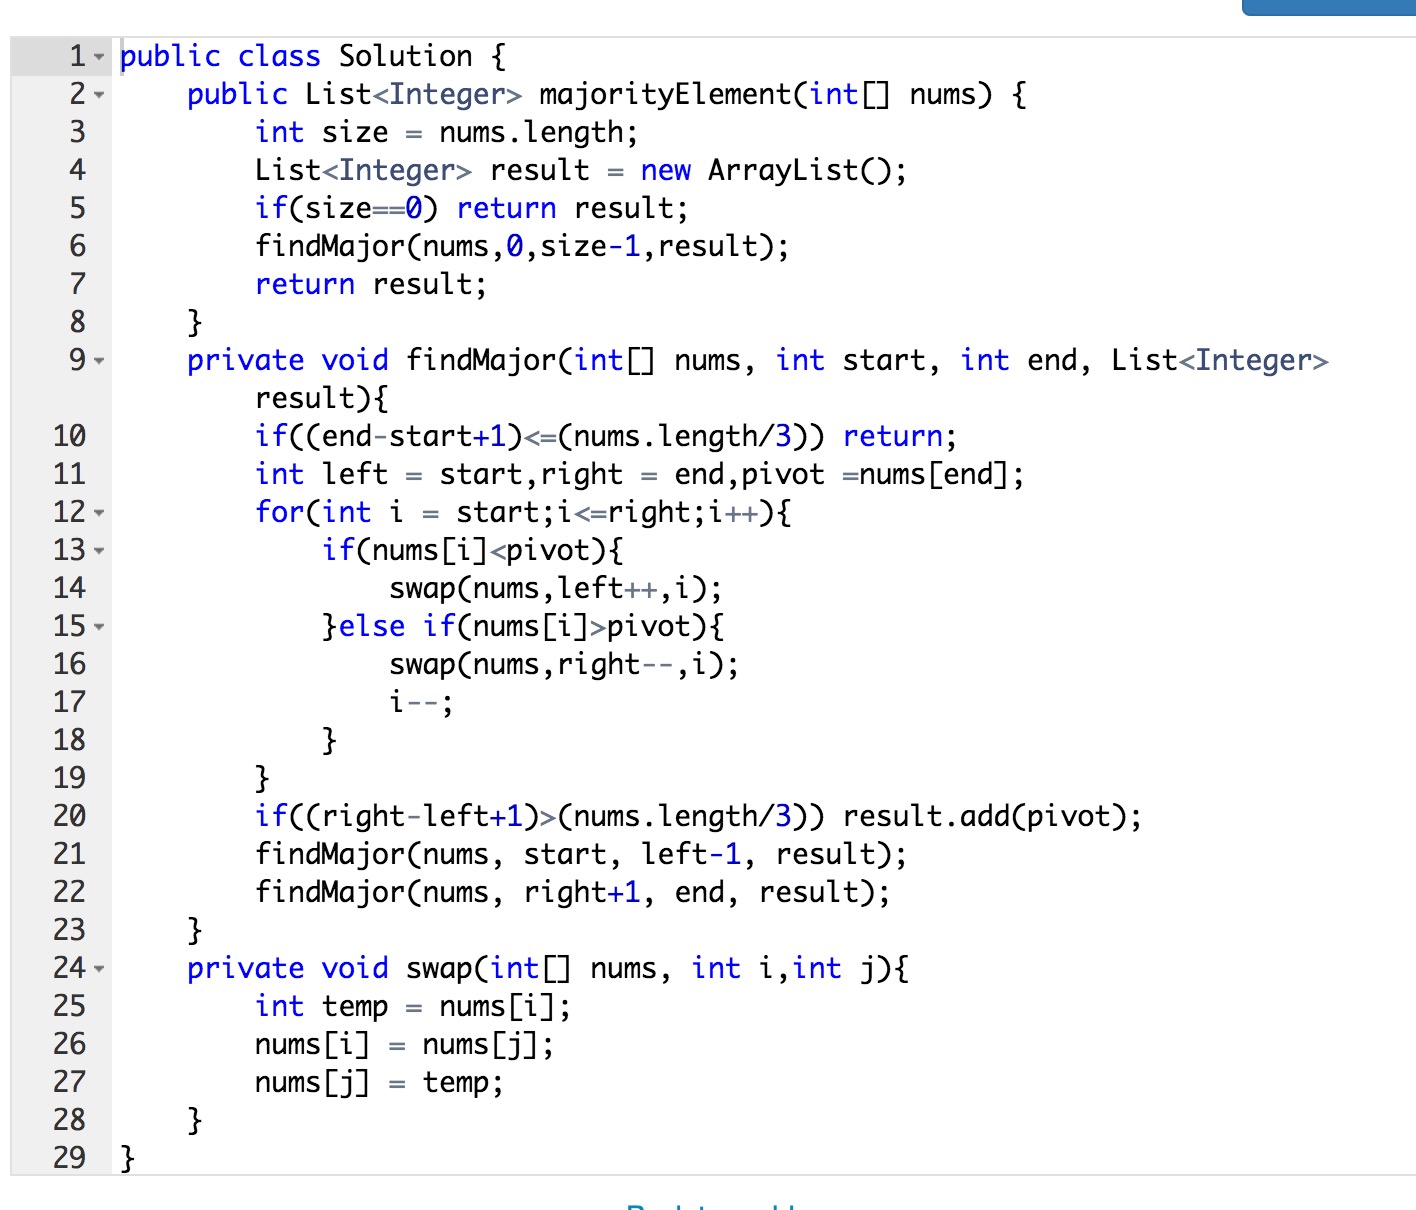 1 public class Solution {
2 public List<Integer> majorityElement(int[] nums) {
3 int size = nums.length;
4 List<Integer> result = new ArrayList();
5 if(size==0) return result;
6 findMajor(nums,0,size-1,result);
7 return result;
8 }
9 private void findMajor(int[] nums, int start, int end, List<Integer>
result){
10 if((end-start+1)<=(nums.length/3)) return;
11 int left = start,right = end,pivot =nums[end];
12 for(int i = start;i<=right;i++){
13 if(nums[i]<pivot){
14 swap(nums,left++,i);
15 }else if(nums[i]>pivot){
16 swap(nums,right--,i);
17 i--;
18 }
19 }
20 if((right-left+1)>(nums.length/3)) result.add(pivot);
21 findMajor(nums, start, left-1, result);
22 findMajor(nums, right+1, end, result);
23 }
24 private void swap(int[] nums, int i,int j){
25 int temp = nums[i];
26 nums[i] = nums[j];
27 nums[j] = temp;
28 }
29 }